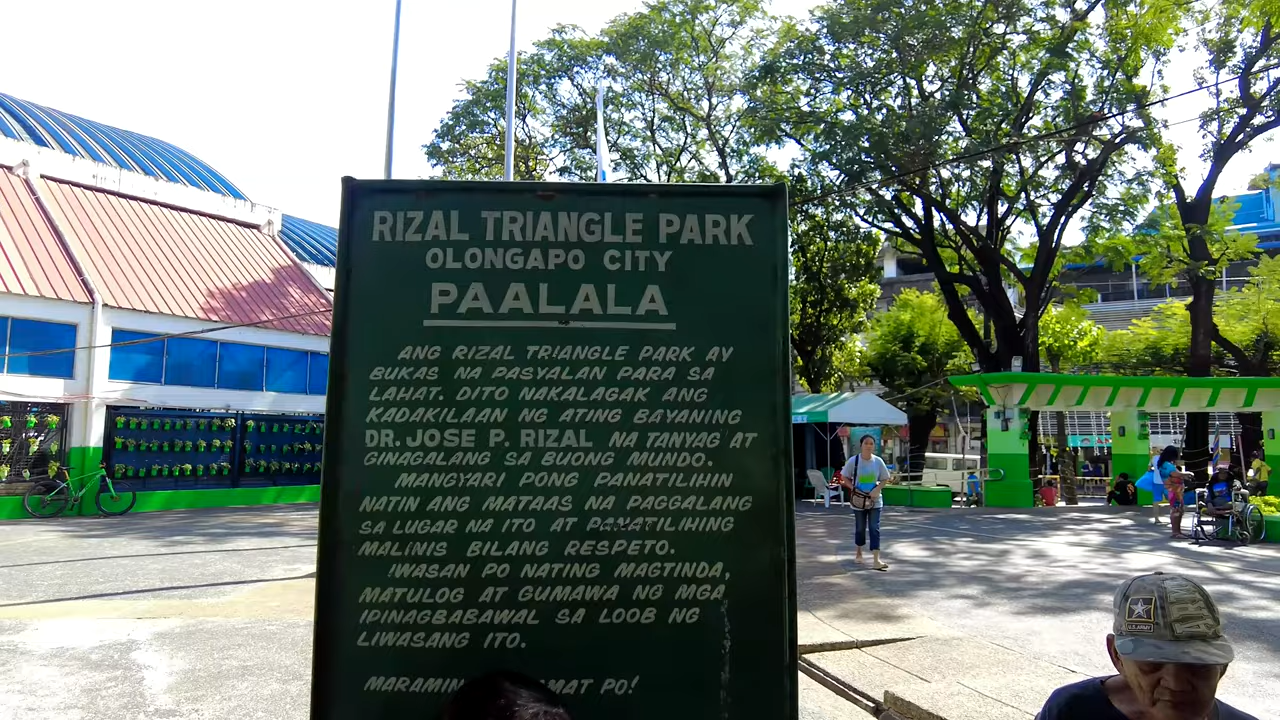 RIZAL TRIANGLE PARK
OLONGAPO CITY
PAALALA
ANG RIZAL TRIANGLE PARK AY
BUKAS NA PASYALAN PARA SA
LAHAT. DITO NAKALAGAK ANG
KADAKILAAN NG ATING BAYANING
DR. JOSE P. RIZAL NA TANYAG AT
GINAGALANG SA BUONG MUNDO.
MANGYARI PONG PANATILIHIN
NATIN ANG MATAAS NA PAGGALANG
SA LUGAR NA ITO AT PANATILIHING
MALINIS BILANG RESPETO.
IWASAN PO NATING MAGTINDA,
MATULOG AT GUMAWA NG MGA
IPINAGBABAWAL SA LOOB NG
LIWASANG ITO.
PO!
U.S. ARMY
ARMY